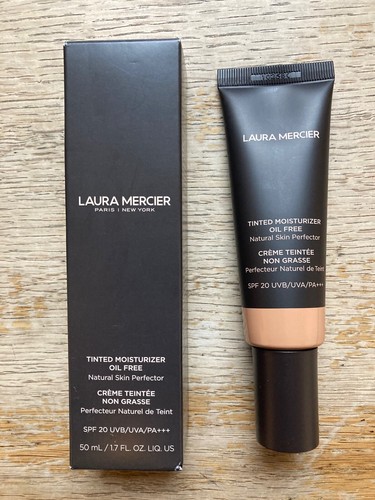 LAURA MERCIER
PARIS | NEW YORK
TINTED MOISTURIZER
OIL FREE
Natural Skin Perfector
CRÈME TEINTÉE
NON GRASSE
Perfecteur Naturel de Teint
SPF 20 UVB/UVA/PA+++
50 mL / 1.7 FL. OZ. LIQ. US
LAURA MERCIER
TINTED MOISTURIZER
OIL FREE
Natural Skin Perfector
CRÈME TEINTÉE
NON GRASSE
Perfecteur Naturel de Teint
SPF 20 UVB/UVA/PA+++